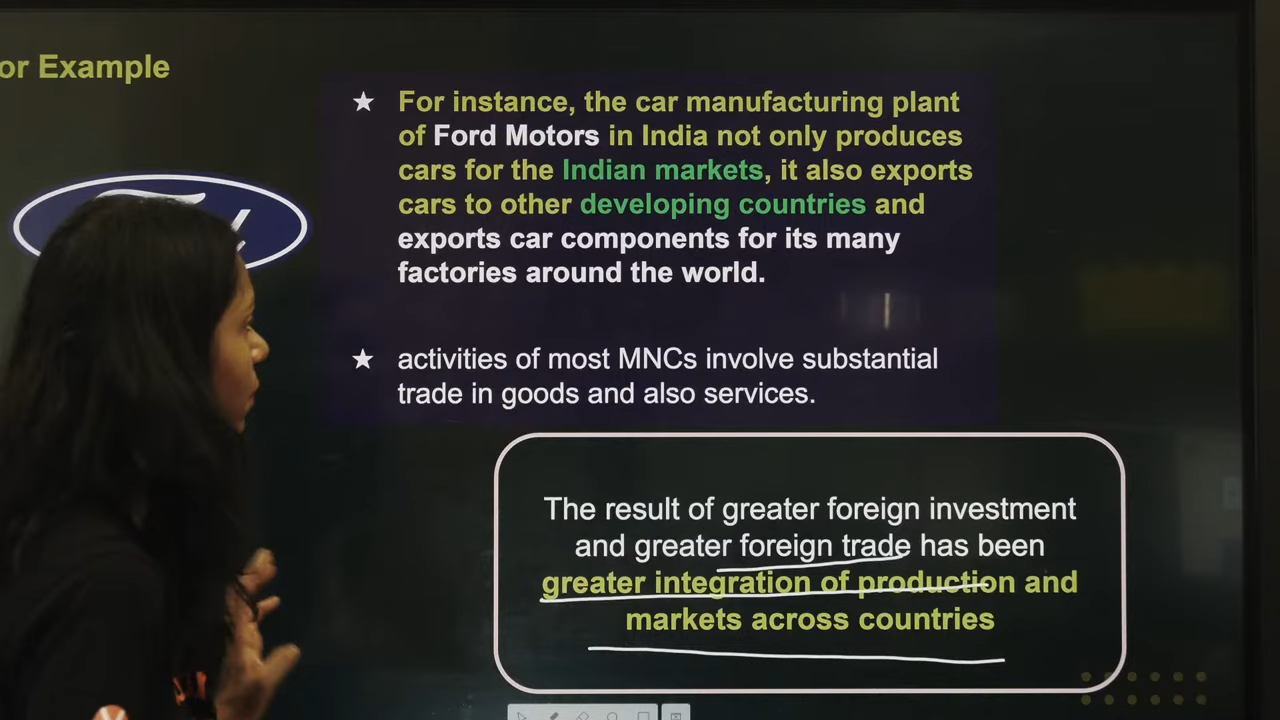 or Example
★ For instance, the car manufacturing plant
of Ford Motors in India not only produces
cars for the Indian markets, it also exports
cars to other developing countries and
exports car components for its many
factories around the world.
★ activities of most MNCs involve substantial
trade in goods and also services.
The result of greater foreign investment
and greater foreign trade has been
greater integration of production and
markets across countries